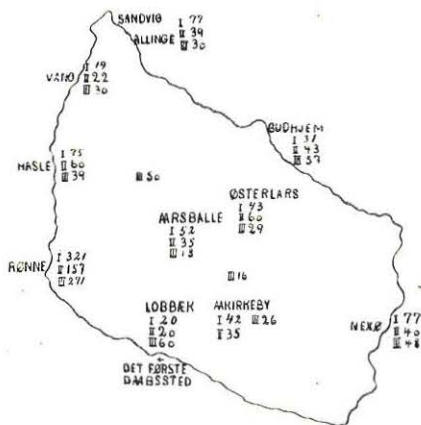 SANDVIG
ALLINGE
I 77
II 39
III 30
VANG
I 19
II 22
III 30
GUDHJEM
I 31
II 43
III 57
HASLE
I 75
II 60
III 39
III 50
ØSTERLARS
I 43
II 60
III 29
AARSBALLE
I 52
II 35
III 13
RØNNE
I 321
II 157
III 271
III 16
LOBBÆK
I 20
II 20
III 60
AAKIRKEBY
I 42 III 26
II 35
NEXØ
I 77
II 40
III 48
←
DET FØRSTE
DAABSSTED